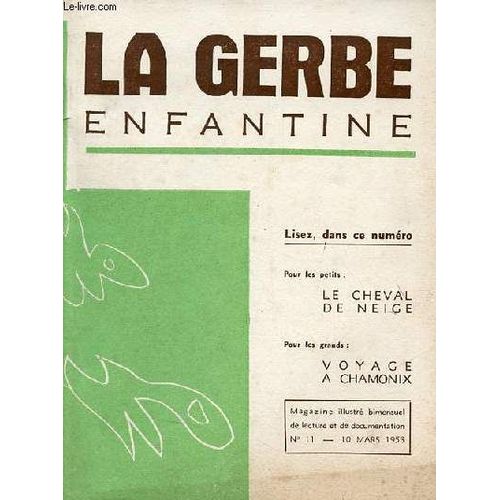 Le-livre.com
LA GERBE
ENFANTINE
Lisez, dans ce numéro
Pour les petits :
LE CHEVAL
DE NEIGE
Pour les grands :
VOYAGE
A CHAMONIX
Magazine illustré bimensuel
de lecture et de documentation
N° 11 — 10 MARS 1953